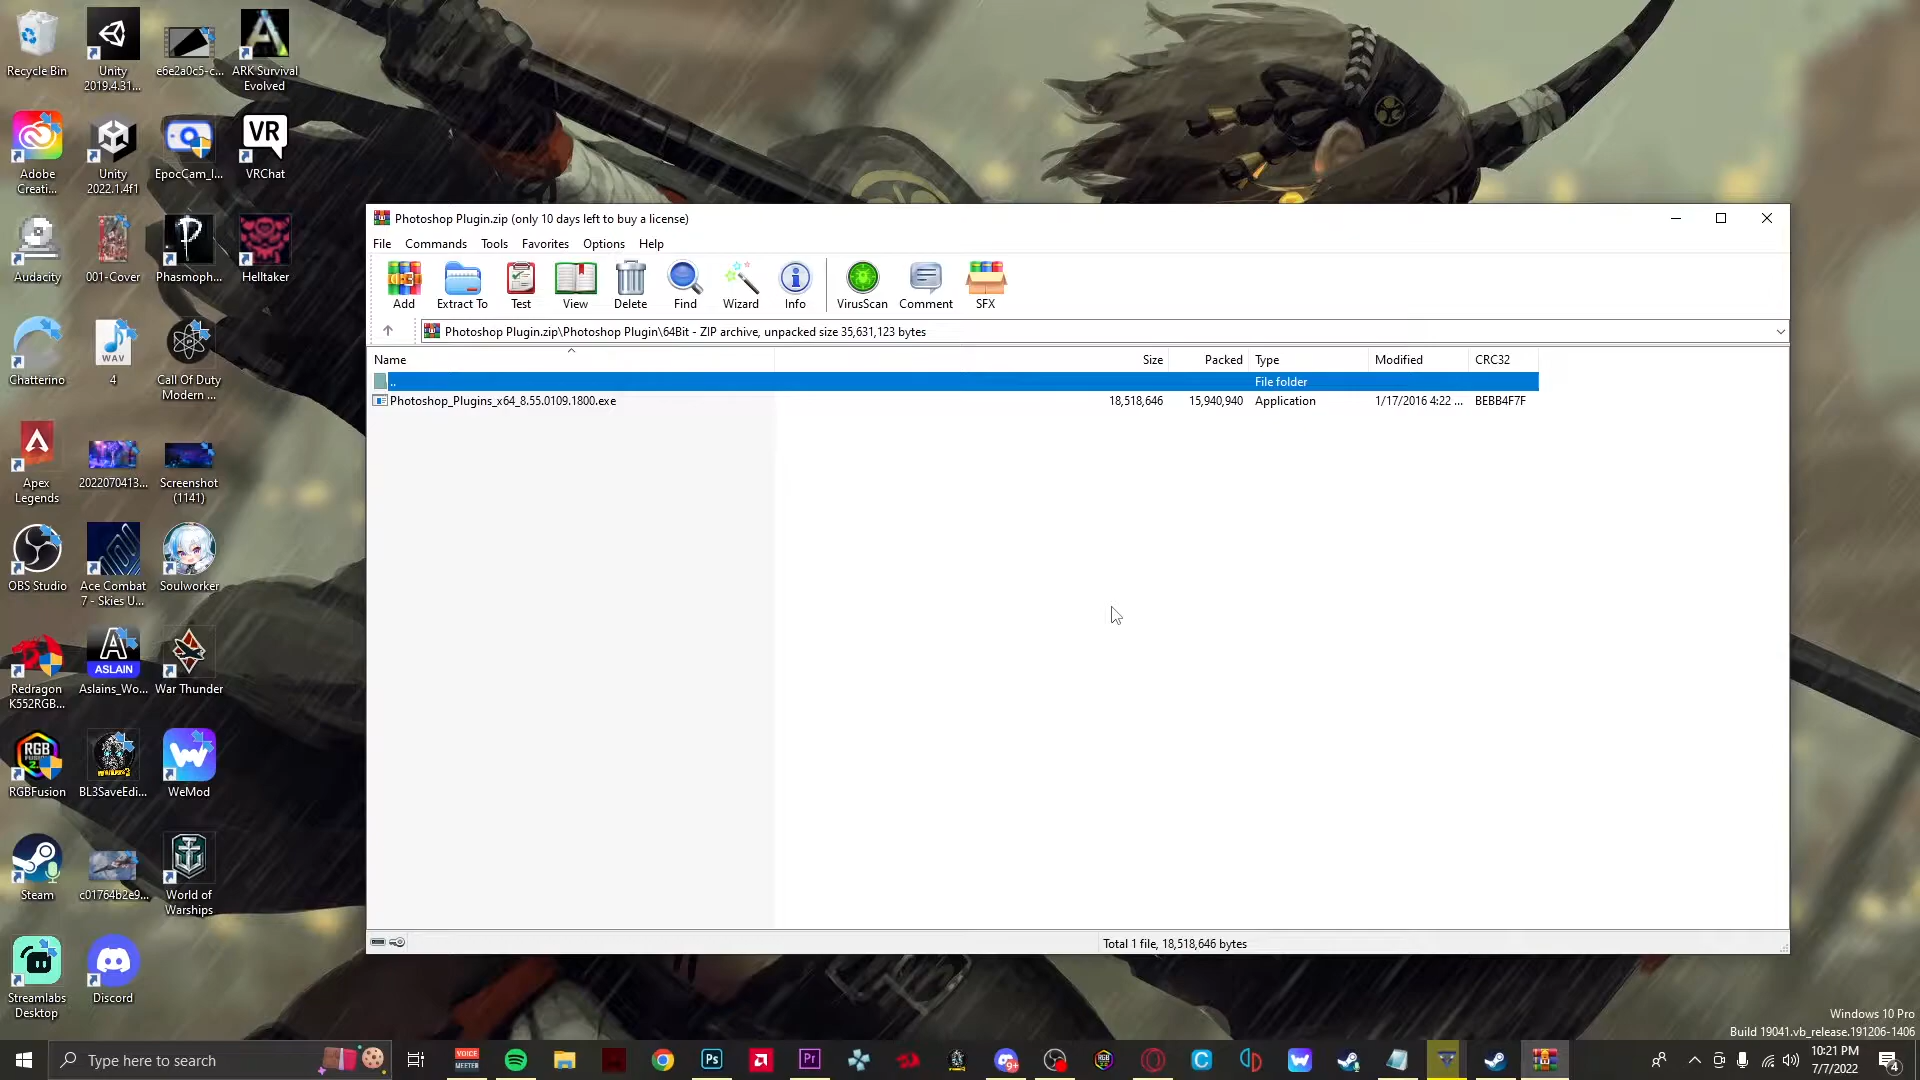 Recycle Bin
Unity
2019.4.31...
e6e2a0c5-c...
ARK Survival
Evolved
Adobe
Creati...
Unity
2022.1.4f1
EpocCam_I...
VR
VRChat
Audacity
001-Cover
Phasmoph...
Helltaker
Chatterino
WAV
4
Call Of Duty
Modern ...
Apex
Legends
2022070413...
Screenshot
(1141)
OBS Studio
Ace Combat
7 - Skies U...
Soulworker
ASLAIN
Redragon
K552RGB...
Aslains_Wo...
War Thunder
RGB
RGBFusion
BL3SaveEdi...
WeMod
Steam
c01764b2e9...
World of
Warships
Streamlabs
Desktop
Discord
Photoshop Plugin.zip (only 10 days left to buy a license)
File Commands Tools Favorites Options Help
Add Extract To Test View Delete Find Wizard Info VirusScan Comment SFX
Photoshop Plugin.zip\Photoshop Plugin\64Bit - ZIP archive, unpacked size 35,631,123 bytes
Name Size Packed Type Modified CRC32
.. File folder
Photoshop_Plugins_x64_8.55.0109.1800.exe 18,518,646 15,940,940 Application 1/17/2016 4:22 ... BEBB4F7F
Total 1 file, 18,518,646 bytes
Windows 10 Pro
Build 19041.vb_release.191206-1406
Type here to search
VOICE
MEETER
Ps
Pr
9+
10:21 PM
7/7/2022
4